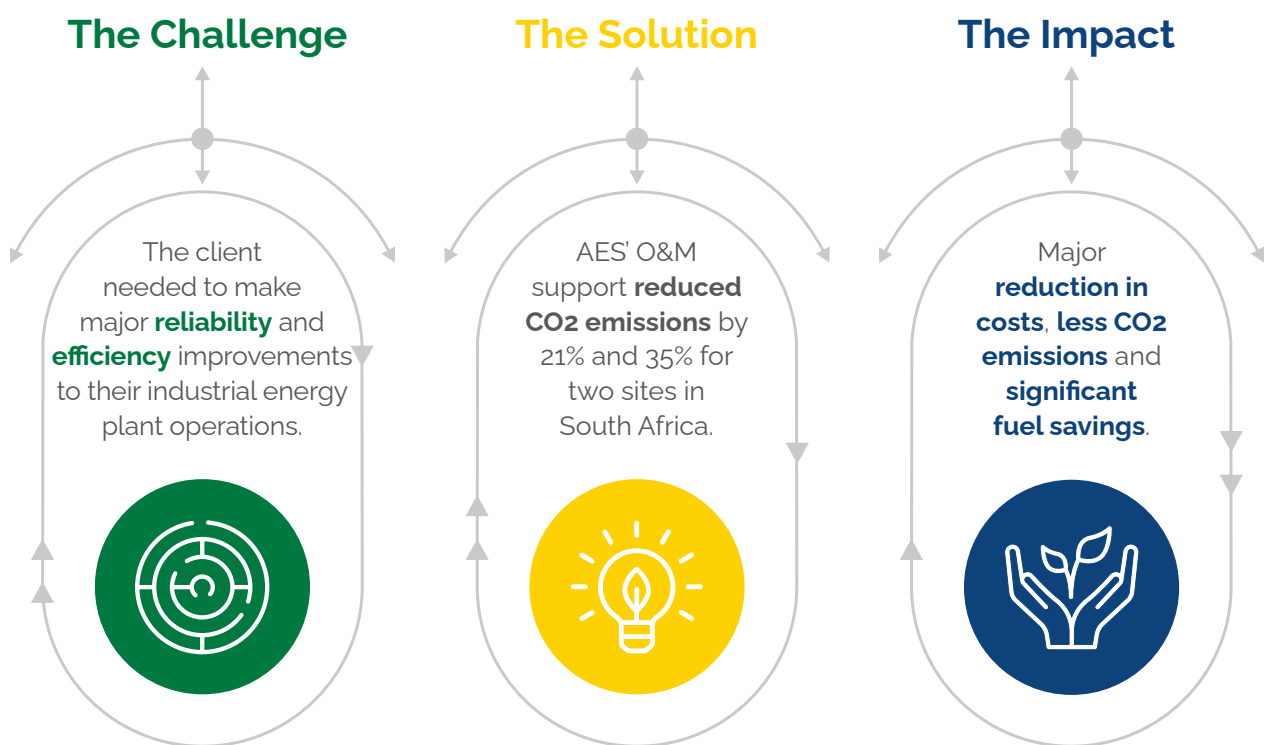 The Challenge
The client
needed to make
major reliability and
efficiency improvements
to their industrial energy
plant operations.
The Solution
AES’ O&M
support reduced
CO2 emissions by
21% and 35% for
two sites in
South Africa.
The Impact
Major
reduction in
costs, less CO2
emissions and
significant
fuel savings.